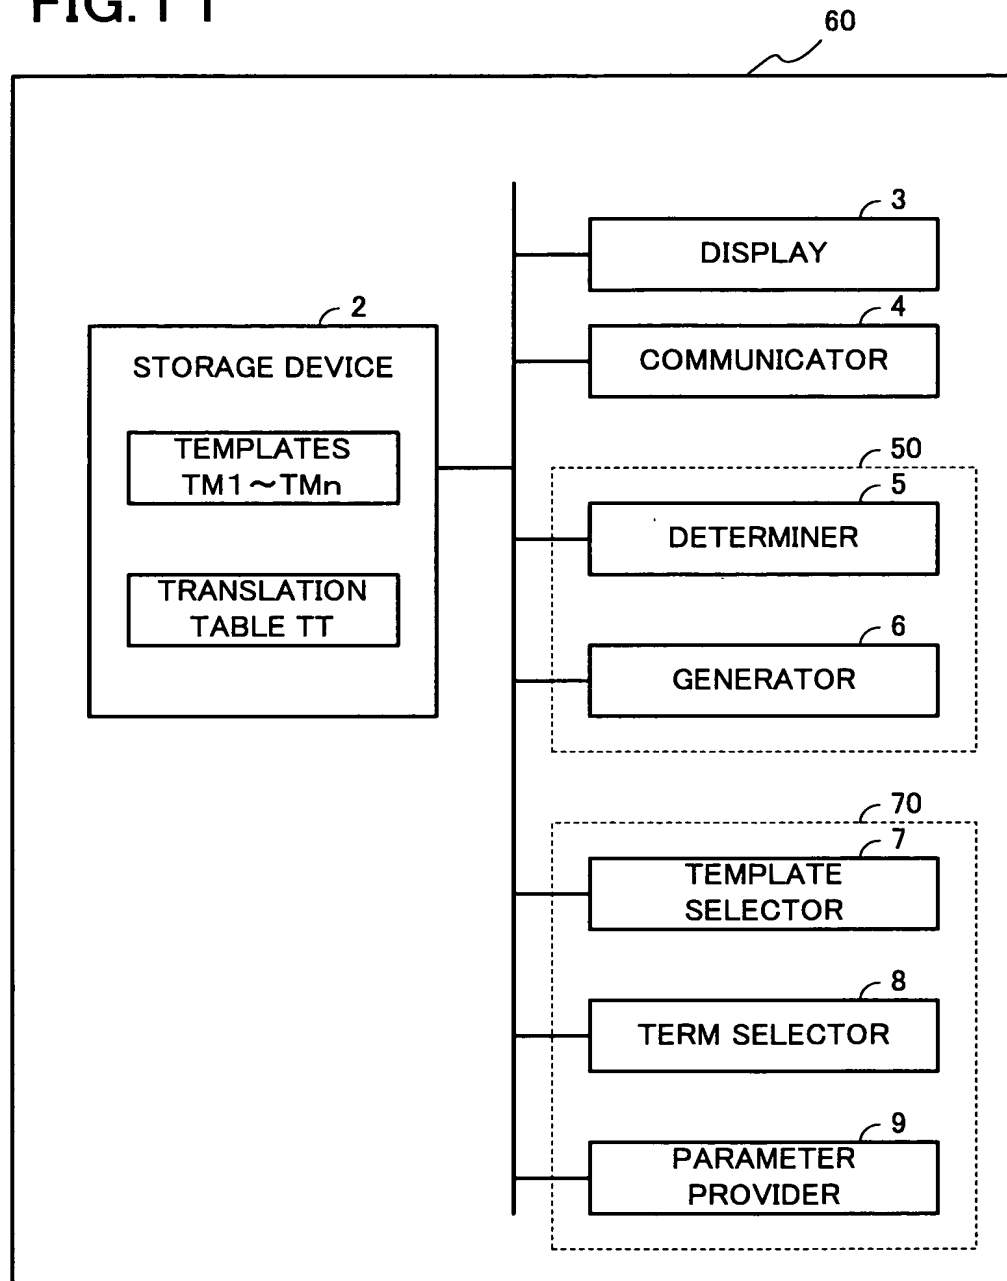 FIG. 11
60
3
DISPLAY
2
4
STORAGE DEVICE
COMMUNICATOR
TEMPLATES
TM1～TMn
50
5
DETERMINER
TRANSLATION
TABLE TT
6
GENERATOR
70
7
TEMPLATE
SELECTOR
8
TERM SELECTOR
9
PARAMETER
PROVIDER